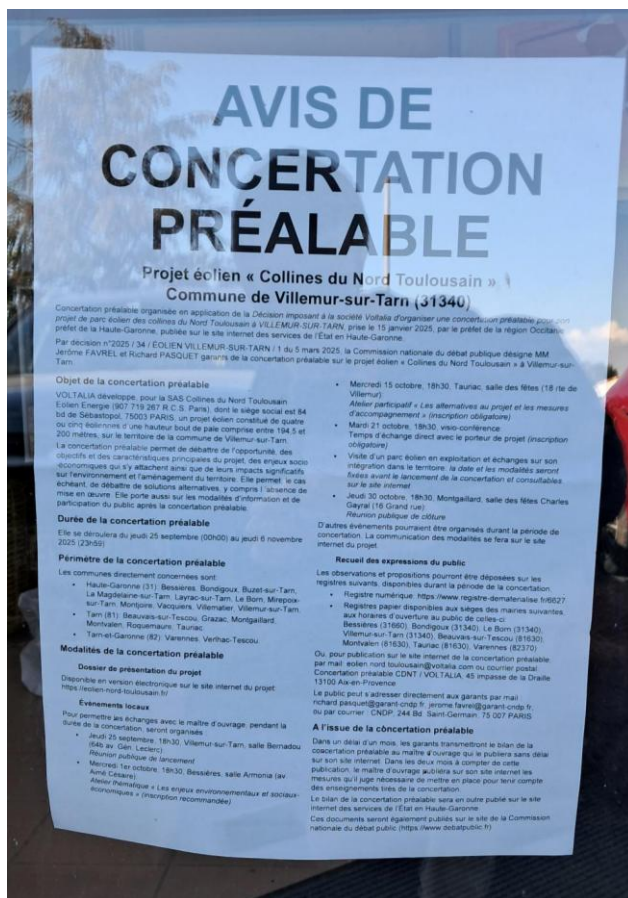 AVIS DE
CONCERTATION
PRÉALABLE
Projet éolien « Collines du Nord Toulousain »
Commune de Villemur-sur-Tarn (31340)
Concertation préalable organisée en application de la Décision imposant à la société Voltalia d'organiser une concertation préalable pour son
projet de parc éolien des collines du Nord Toulousain à VILLEMUR-SUR-TARN, prise le 15 janvier 2025, par le préfet de la région Occitanie,
préfet de la Haute-Garonne, publiée sur le site internet des services de l'État en Haute-Garonne.
Par décision n°2025 / 34 / ÉOLIEN VILLEMUR-SUR-TARN / 1 du 5 mars 2025, la Commission nationale du débat publique désigne MM
Jerôme FAVREL et Richard PASQUET garants de la concertation préalable sur le projet éolien « Collines du Nord Toulousain » à Villemur-sur-
Tarn.
Objet de la concertation préalable
VOLTALIA développe, pour la SAS Collines du Nord Toulousain
Eolien Energie (907 719 267 R.C.S. Paris), dont le siège social est 84
bd de Sébastopol, 75003 PARIS, un projet éolien constitué de quatre
ou cinq éoliennes d'une hauteur bout de pale comprise entre 194,5 et
200 mètres, sur le territoire de la commune de Villemur-sur-Tarn.
La concertation préalable permet de débattre de l'opportunité, des
objectifs et des caractéristiques principales du projet, des enjeux socio
-économiques qui s'y attachent ainsi que de leurs impacts significatifs
sur l'environnement et l'aménagement du territoire. Elle permet, le cas
échéant, de débattre de solutions alternatives, y compris l'absence de
mise en œuvre. Elle porte aussi sur les modalités d'information et de
participation du public après la concertation préalable.
Durée de la concertation préalable
Elle se déroulera du jeudi 25 septembre (00h00) au jeudi 6 novembre
2025 (23h59)
Périmètre de la concertation préalable
Les communes directement concernées sont:
• Haute-Garonne (31): Bessières, Bondigoux, Buzet-sur-Tarn,
La Magdelaine-sur-Tarn, Layrac-sur-Tarn, Le Born, Mirepoix-
sur-Tarn, Montjoire, Vacquiers, Villematier, Villemur-sur-Tarn.
• Tarn (81): Beauvais-sur-Tescou, Grazac, Montgaillard,
Montvalen, Roquemaure, Tauriac.
• Tarn-et-Garonne (82): Varennes, Verlhac-Tescou.
Modalités de la concertation préalable
Dossier de présentation du projet
Disponible en version électronique sur le site internet du projet:
https://eolien-nord-toulousain.fr/
Événements locaux
Pour permettre les échanges avec le maître d'ouvrage, pendant la
durée de la concertation, seront organisés :
• Jeudi 25 septembre, 18h30, Villemur-sur-Tarn, salle Bernadou
(64b av. Gén. Leclerc):
Réunion publique de lancement
• Mercredi 1er octobre, 18h30, Bessières, salle Armonia (av.
Aimé Césaire):
Atelier thématique « Les enjeux environnementaux et sociaux-
économiques » (inscription recommandée)
• Mercredi 15 octobre, 18h30, Tauriac, salle des fêtes (18 rte de
Villemur):
Atelier participatif « Les alternatives au projet et les mesures
d'accompagnement » (inscription obligatoire)
• Mardi 21 octobre, 18h30, visio-conférence:
Temps d'échange direct avec le porteur de projet (inscription
obligatoire)
• Visite d'un parc éolien en exploitation et échanges sur son
intégration dans le territoire: la date et les modalités seront
fixées avant le lancement de la concertation et consultables
sur le site internet
• Jeudi 30 octobre, 18h30, Montgaillard, salle des fêtes Charles
Gayral (16 Grand rue):
Réunion publique de clôture
D'autres événements pourraient être organisés durant la période de
concertation. La communication des modalités se fera sur le site
internet du projet.
Recueil des expressions du public
Les observations et propositions pourront être déposées sur les
registres suivants, disponibles durant la période de la concertation:
• Registre numérique: https://www.registre-dematerialise.fr/6627
• Registres papier disponibles aux sièges des mairies suivantes,
aux horaires d'ouverture au public de celles-ci:
Bessières (31660), Bondigoux (31340), Le Born (31340),
Villemur-sur-Tarn (31340), Beauvais-sur-Tescou (81630),
Montvalen (81630), Tauriac (81630), Varennes (82370)
Ou, pour publication sur le site internet de la concertation préalable:
par mail: eolien.nord.toulousain@voltalia.com ou courrier postal:
Concertation préalable CDNT / VOLTALIA, 45 impasse de la Draille
13100 Aix-en-Provence
Le public peut s'adresser directement aux garants par mail :
richard.pasquet@garant-cndp.fr, jerome.favrel@garant-cndp.fr,
ou par courrier : CNDP, 244 Bd. Saint-Germain, 75 007 PARIS
A l'issue de la concertation préalable
Dans un délai d'un mois, les garants transmettront le bilan de la
concertation préalable au maître d'ouvrage qui le publiera sans délai
sur son site internet. Dans les deux mois à compter de cette
publication, le maître d'ouvrage publiera sur son site internet les
mesures qu'il juge nécessaire de mettre en place pour tenir compte
des enseignements tirés de la concertation.
Le bilan de la concertation préalable sera en outre publié sur le site
internet des services de l'État en Haute-Garonne.
Ces documents seront également publiés sur le site de la Commission
nationale du débat public (https://www.debatpublic.fr)